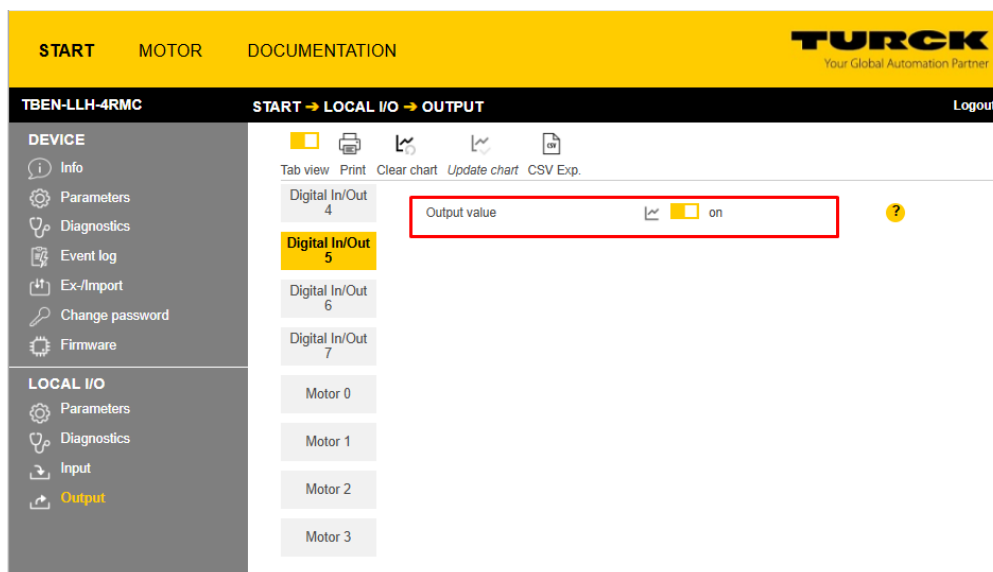 START MOTOR DOCUMENTATION
TURCK
Your Global Automation Partner
TBEN-LLH-4RMC
START ➔ LOCAL I/O ➔ OUTPUT
Logout
DEVICE
Info
Parameters
Diagnostics
Event log
Ex-/Import
Change password
Firmware
LOCAL I/O
Parameters
Diagnostics
Input
Output
CSV
Tab view Print Clear chart Update chart CSV Exp.
Digital In/Out
4
Digital In/Out
5
Digital In/Out
6
Digital In/Out
7
Motor 0
Motor 1
Motor 2
Motor 3
Output value on ?